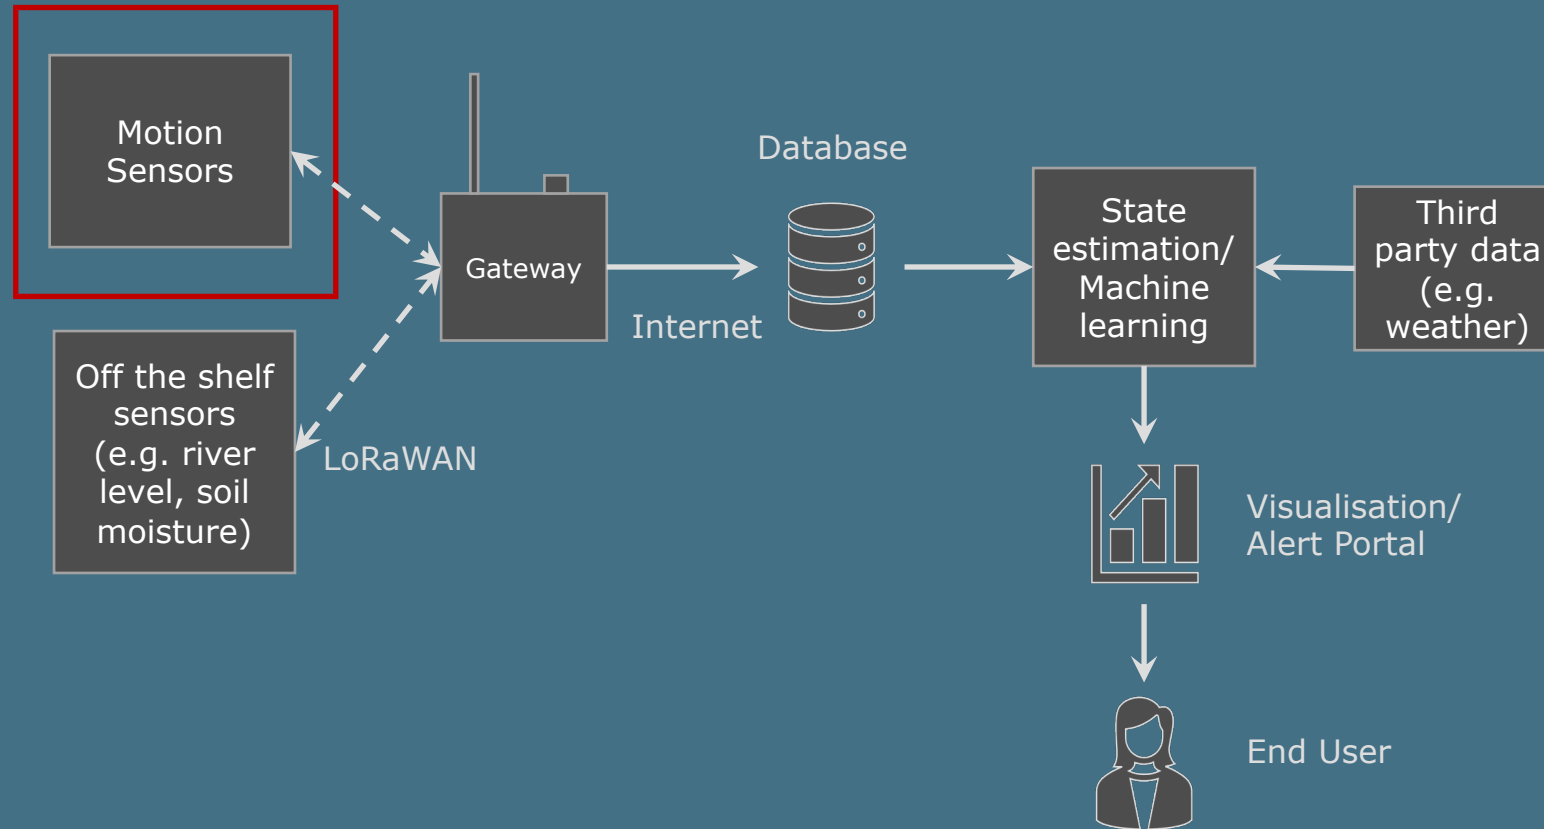 Motion
Sensors
Gateway
Database
Internet
State
estimation/
Machine
learning
Third
party data
(e.g.
weather)
Off the shelf
sensors
(e.g. river
level, soil
moisture)
LoRaWAN
Visualisation/
Alert Portal
End User